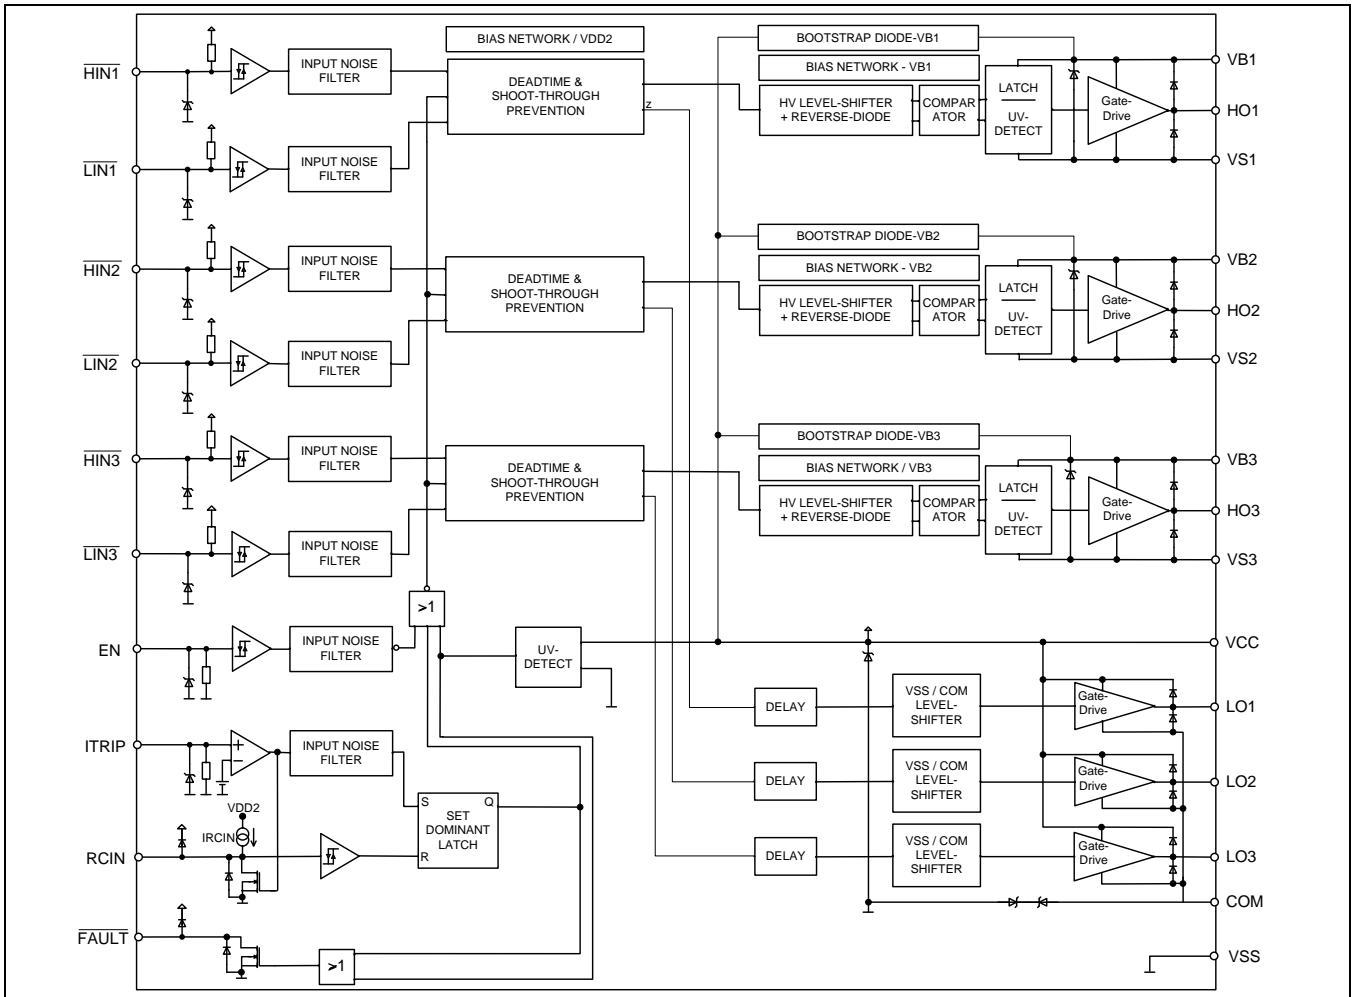 BIAS NETWORK / VDD2
HIN1
INPUT NOISE
FILTER
DEADTIME &
SHOOT-THROUGH
PREVENTION
Z
LIN1
INPUT NOISE
FILTER
BOOTSTRAP DIODE-VB1
BIAS NETWORK - VB1
HV LEVEL-SHIFTER
+ REVERSE-DIODE
COMPAR
ATOR
LATCH
UV-
DETECT
Gate-
Drive
VB1
HO1
VS1
HIN2
INPUT NOISE
FILTER
DEADTIME &
SHOOT-THROUGH
PREVENTION
LIN2
INPUT NOISE
FILTER
BOOTSTRAP DIODE-VB2
BIAS NETWORK - VB2
HV LEVEL-SHIFTER
+ REVERSE-DIODE
COMPAR
ATOR
LATCH
UV-
DETECT
Gate-
Drive
VB2
HO2
VS2
HIN3
INPUT NOISE
FILTER
DEADTIME &
SHOOT-THROUGH
PREVENTION
LIN3
INPUT NOISE
FILTER
BOOTSTRAP DIODE-VB3
BIAS NETWORK / VB3
HV LEVEL-SHIFTER
+ REVERSE-DIODE
COMPAR
ATOR
LATCH
UV-
DETECT
Gate-
Drive
VB3
HO3
VS3
>1
EN
INPUT NOISE
FILTER
UV-
DETECT
VCC
DELAY
VSS / COM
LEVEL-
SHIFTER
Gate-
Drive
LO1
ITRIP
+
−
INPUT NOISE
FILTER
DELAY
VSS / COM
LEVEL-
SHIFTER
Gate-
Drive
LO2
VDD2
IRCIN
RCIN
S
Q
SET
DOMINANT
LATCH
R
DELAY
VSS / COM
LEVEL-
SHIFTER
Gate-
Drive
LO3
COM
FAULT
>1
VSS